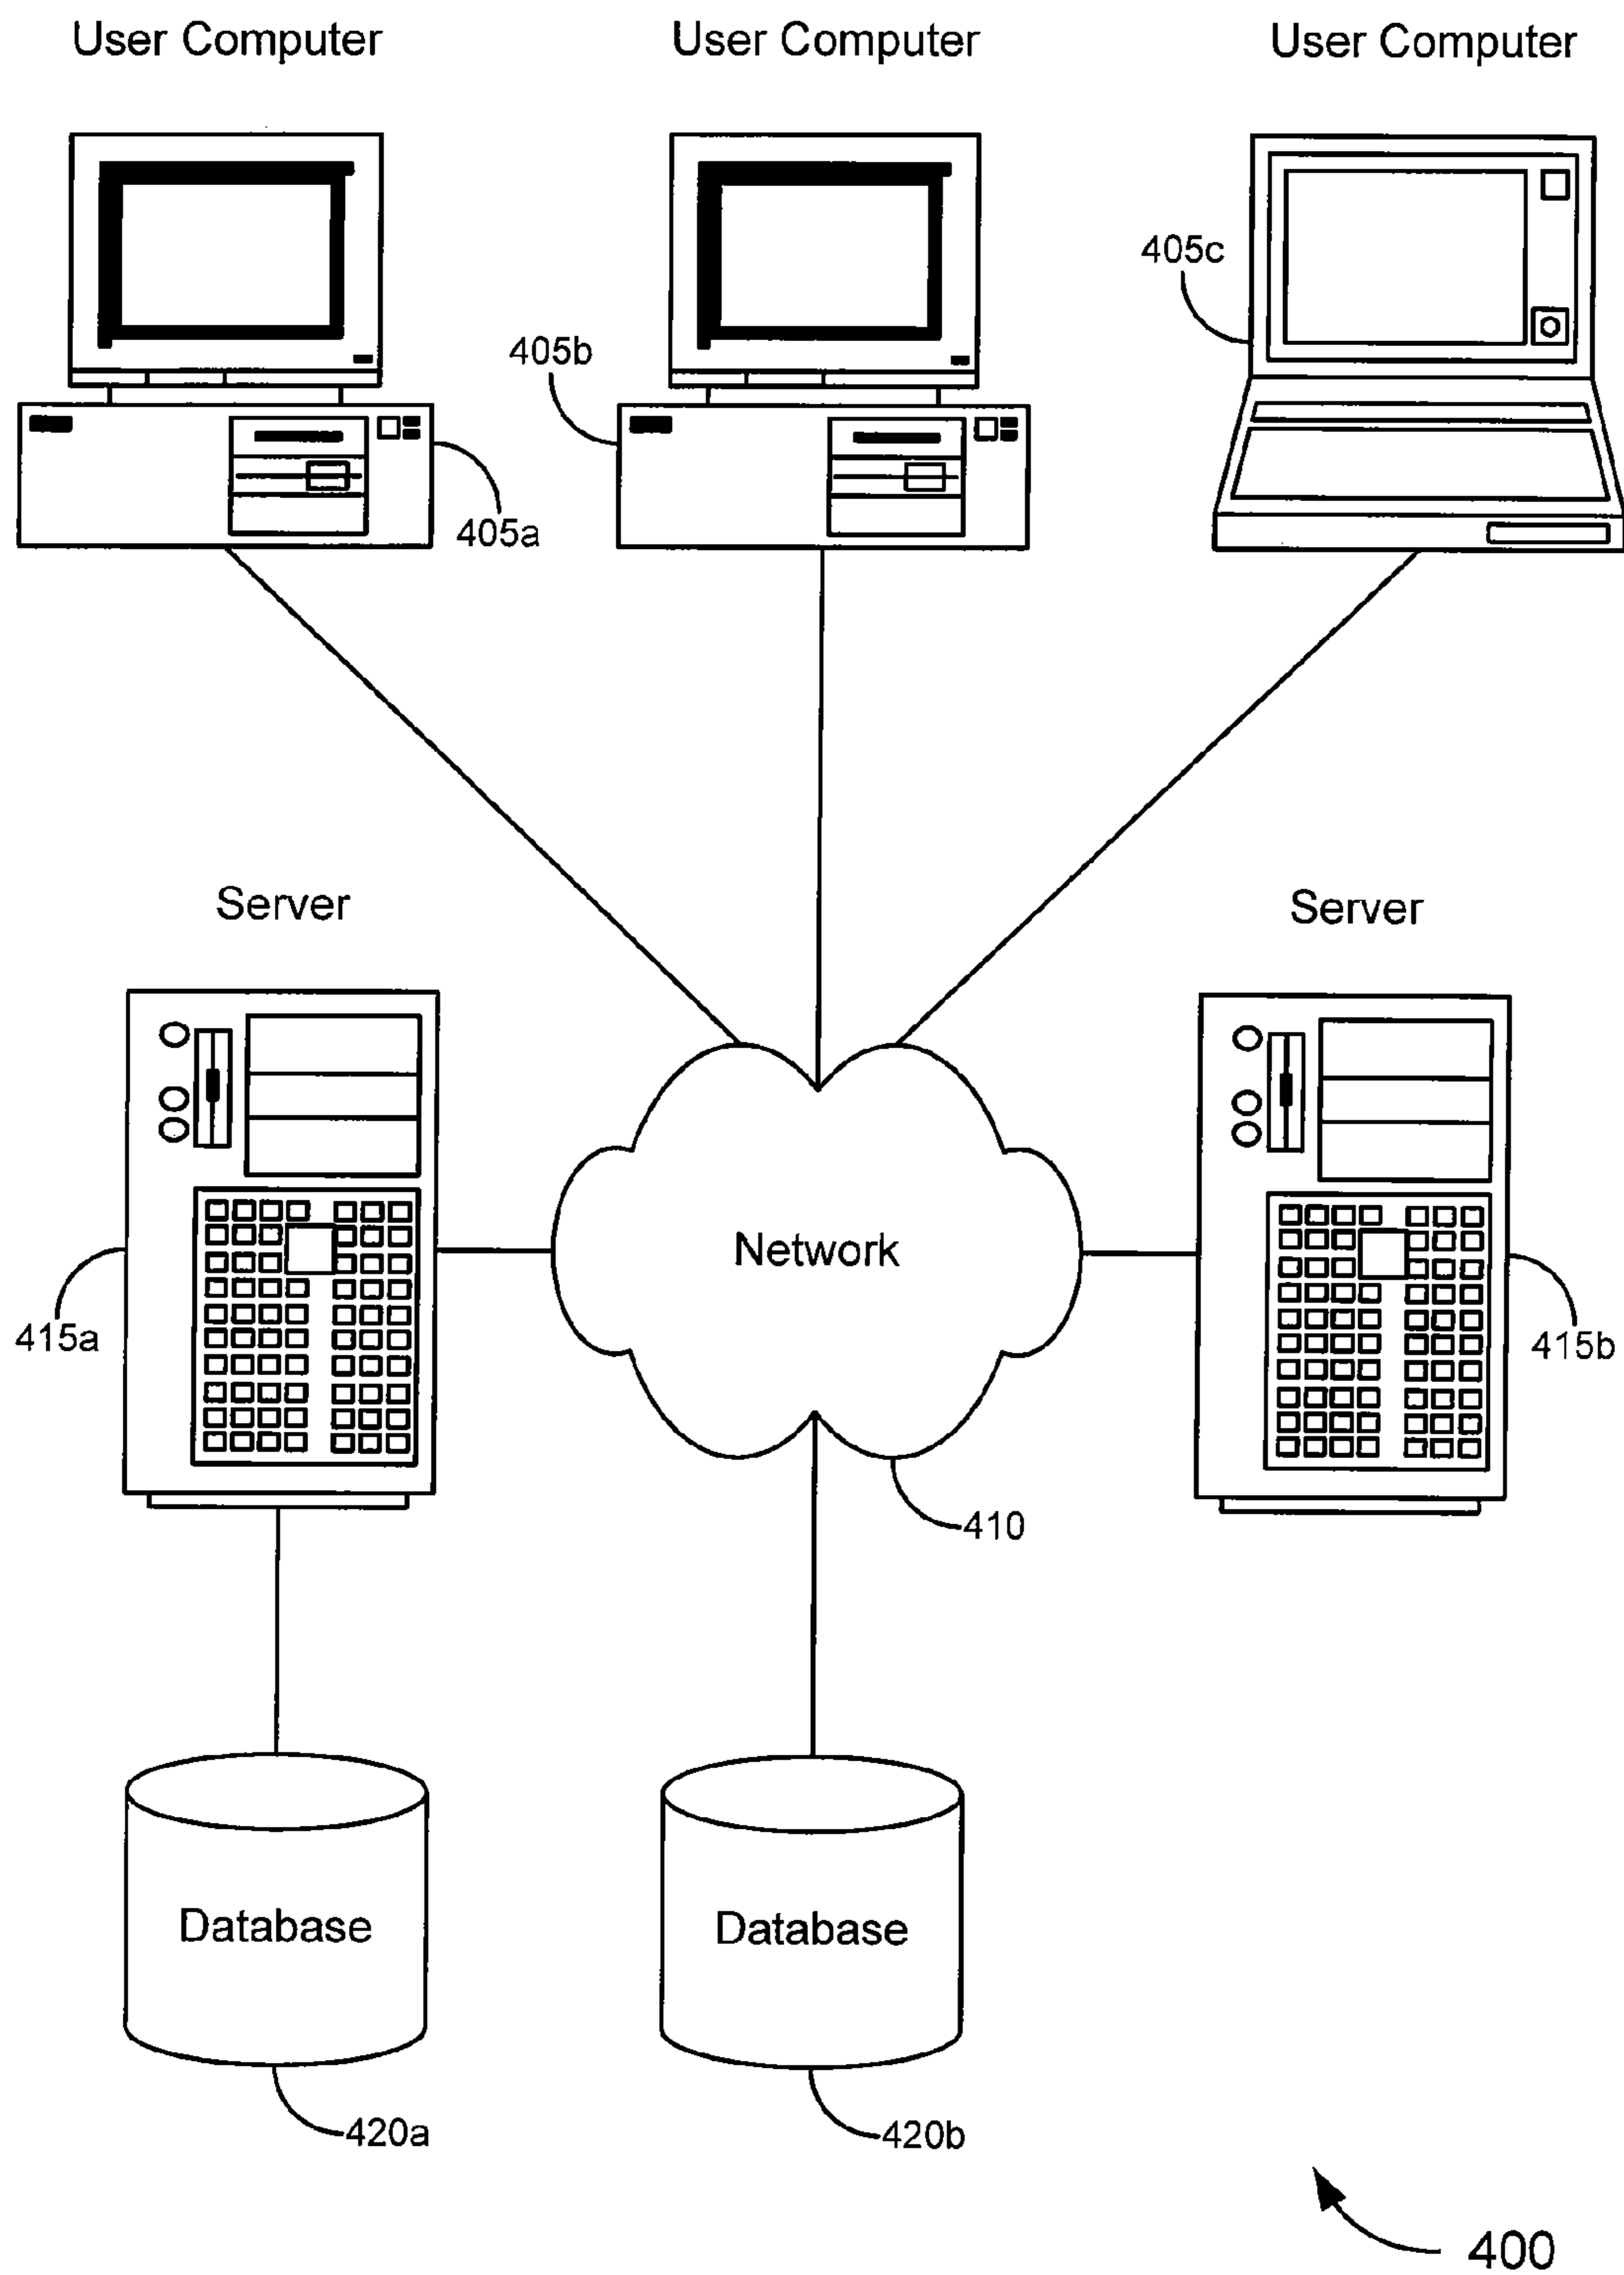 User Computer
User Computer
User Computer
405c
405b
405a
Server
Server
Network
415a
415b
410
Database
Database
420a
420b
400